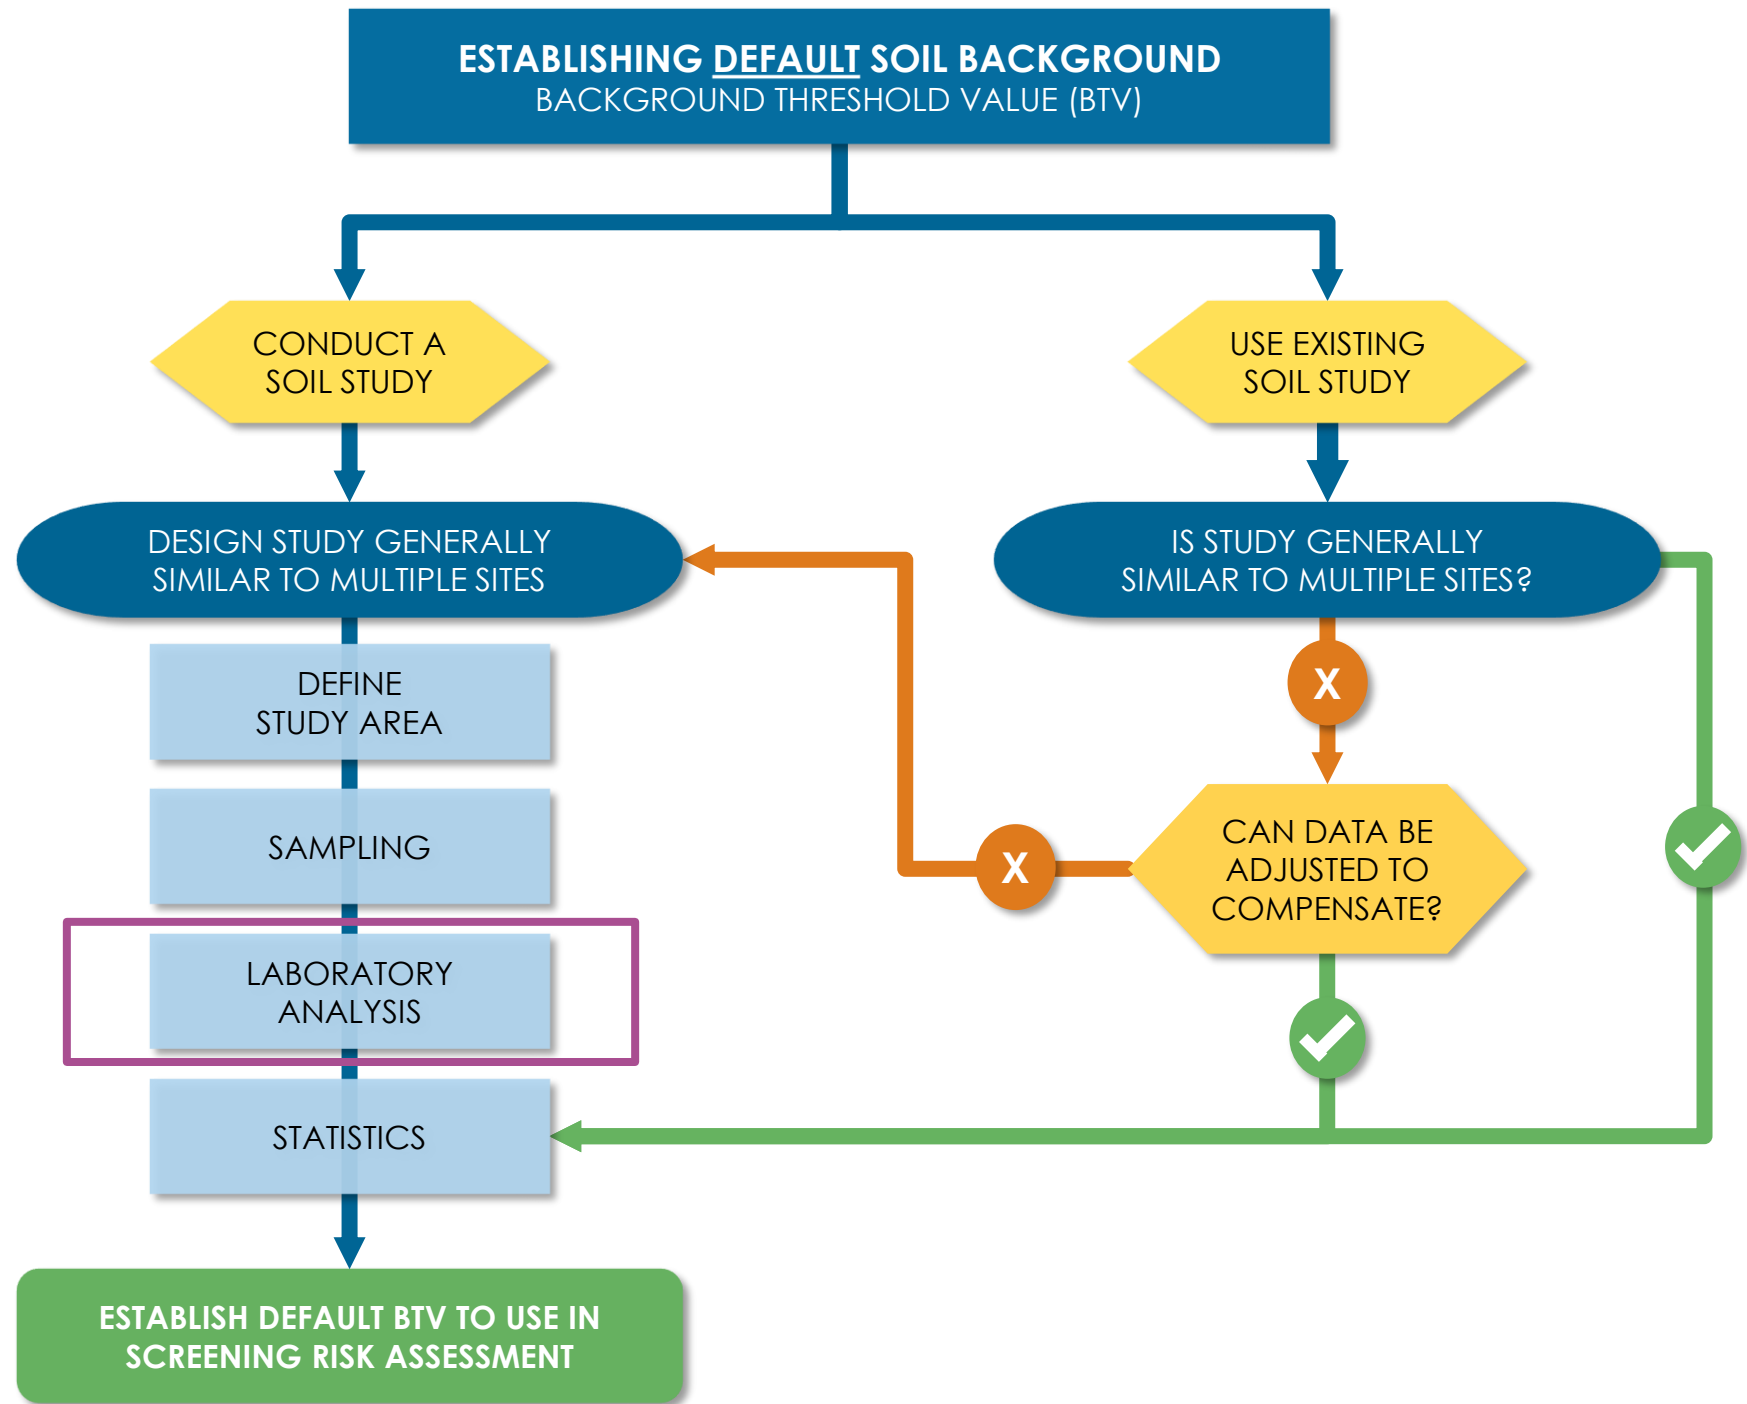 ESTABLISHING DEFAULT SOIL BACKGROUND
BACKGROUND THRESHOLD VALUE (BTV)
CONDUCT A
SOIL STUDY
USE EXISTING
SOIL STUDY
DESIGN STUDY GENERALLY
SIMILAR TO MULTIPLE SITES
IS STUDY GENERALLY
SIMILAR TO MULTIPLE SITES?
DEFINE
STUDY AREA
X
SAMPLING
CAN DATA BE
ADJUSTED TO
COMPENSATE?
X
LABORATORY
ANALYSIS
STATISTICS
ESTABLISH DEFAULT BTV TO USE IN
SCREENING RISK ASSESSMENT